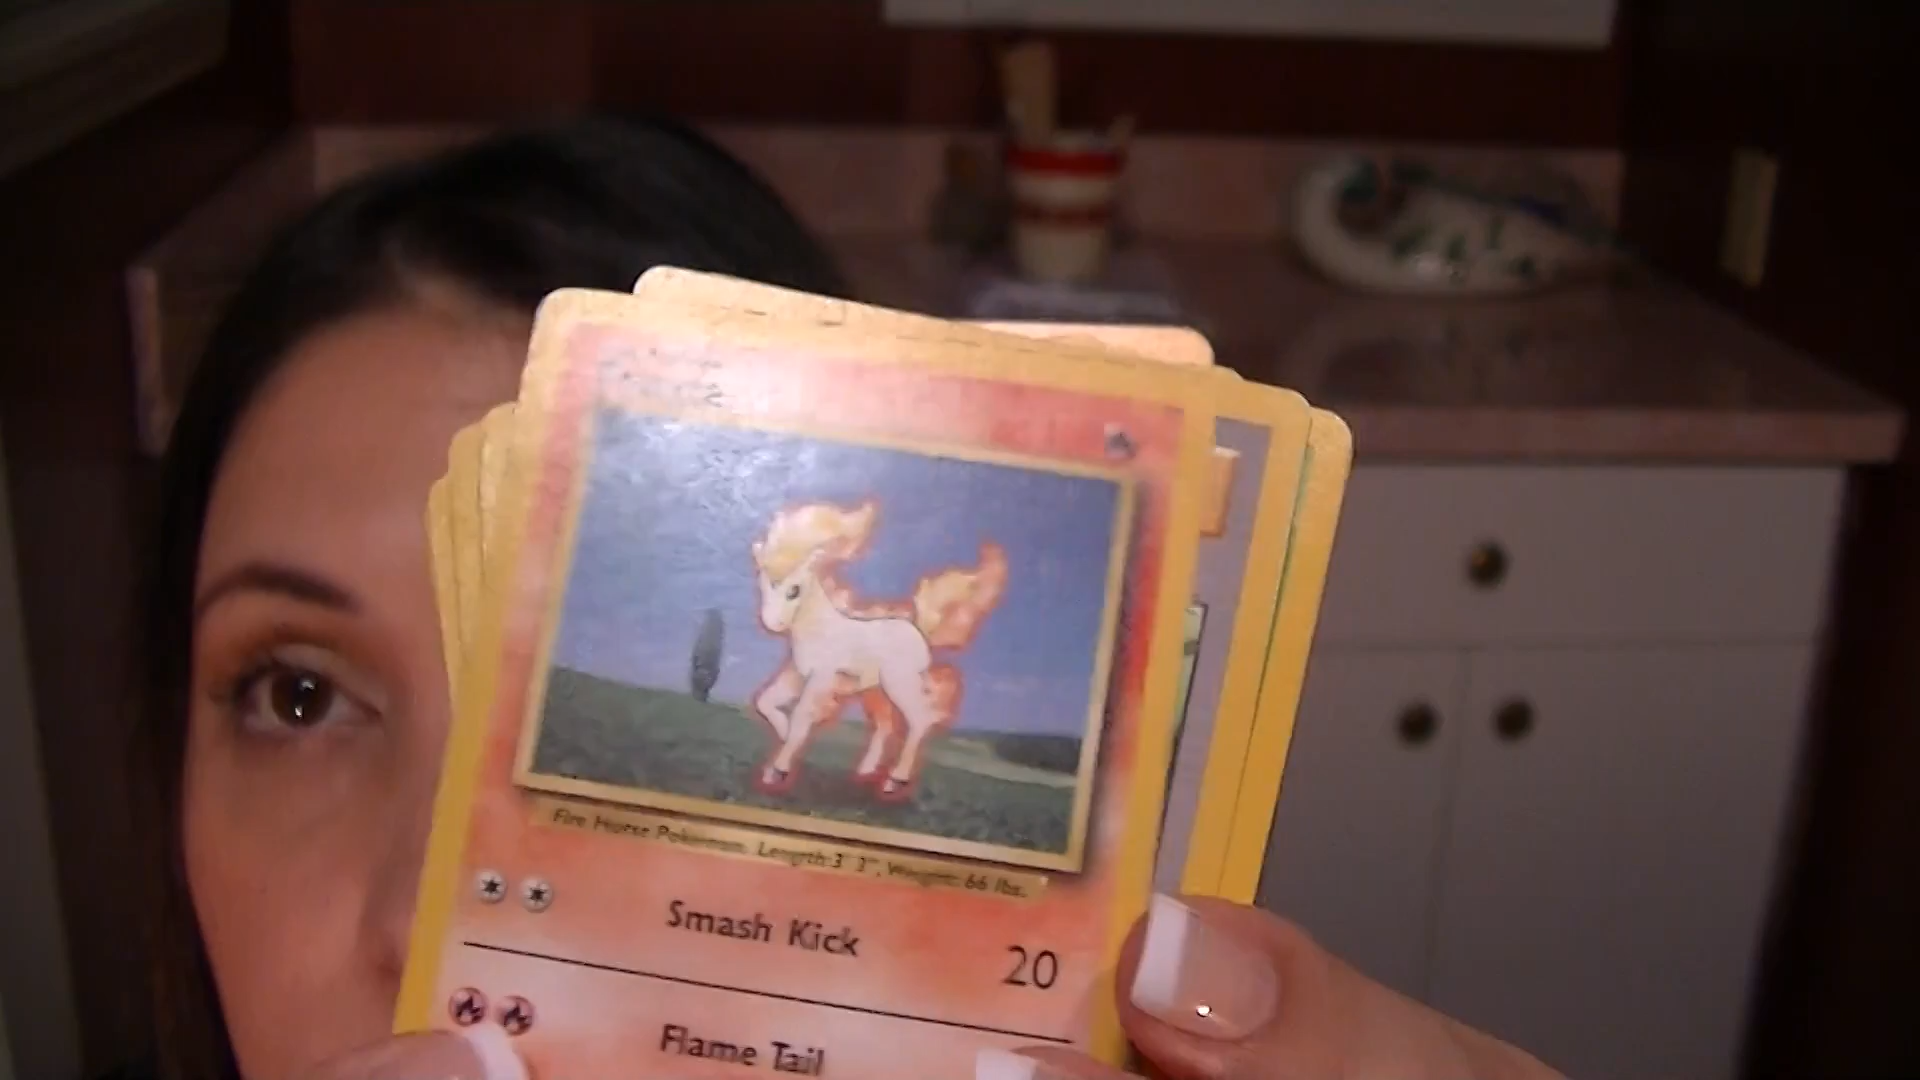 Fire Horse Pokémon. Length: 3' 3", Weight: 66 lbs.
Smash Kick
20
Flame Tail